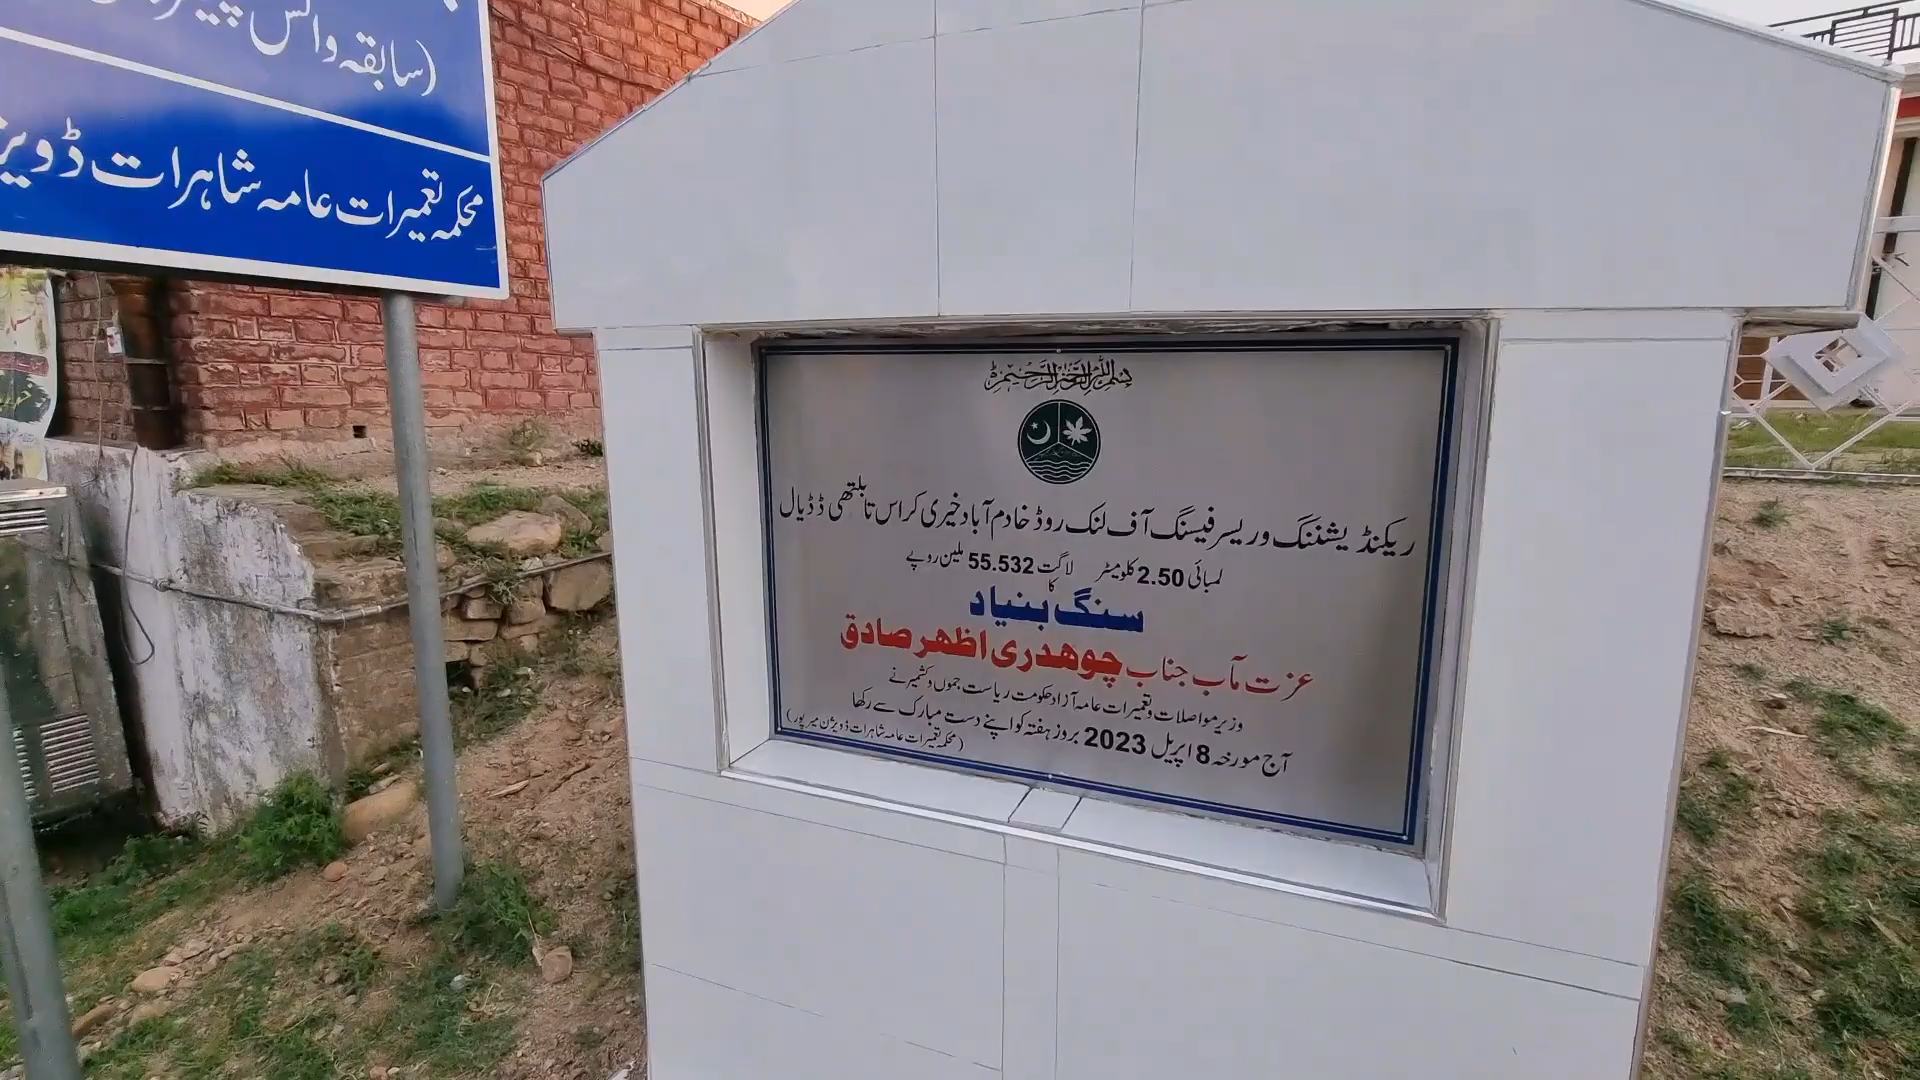 (سابقہ وائس
محکمہ تعمیرات عامہ شاہرات
بسم اللہ الرحمن الرحیم
ریکنڈیشننگ وریسرفیسنگ آف لنک روڈ خادم آباد خیری کراس تا بلتھی ڈڈیال
لمبائی 2.50 کلومیٹر لاگت 55.532 ملین روپے
کا
سنگ بنیاد
عزت مآب جناب چوھدری اظہر صادق
وزیر مواصلات و تعمیرات عامہ آزاد حکومت ریاست جموں و کشمیر نے
آج مورخہ 8 اپریل 2023 بروز ہفتہ کو اپنے دست مبارک سے رکھا
(محکمہ تعمیرات عامہ شاہرات ڈویژن میرپور)